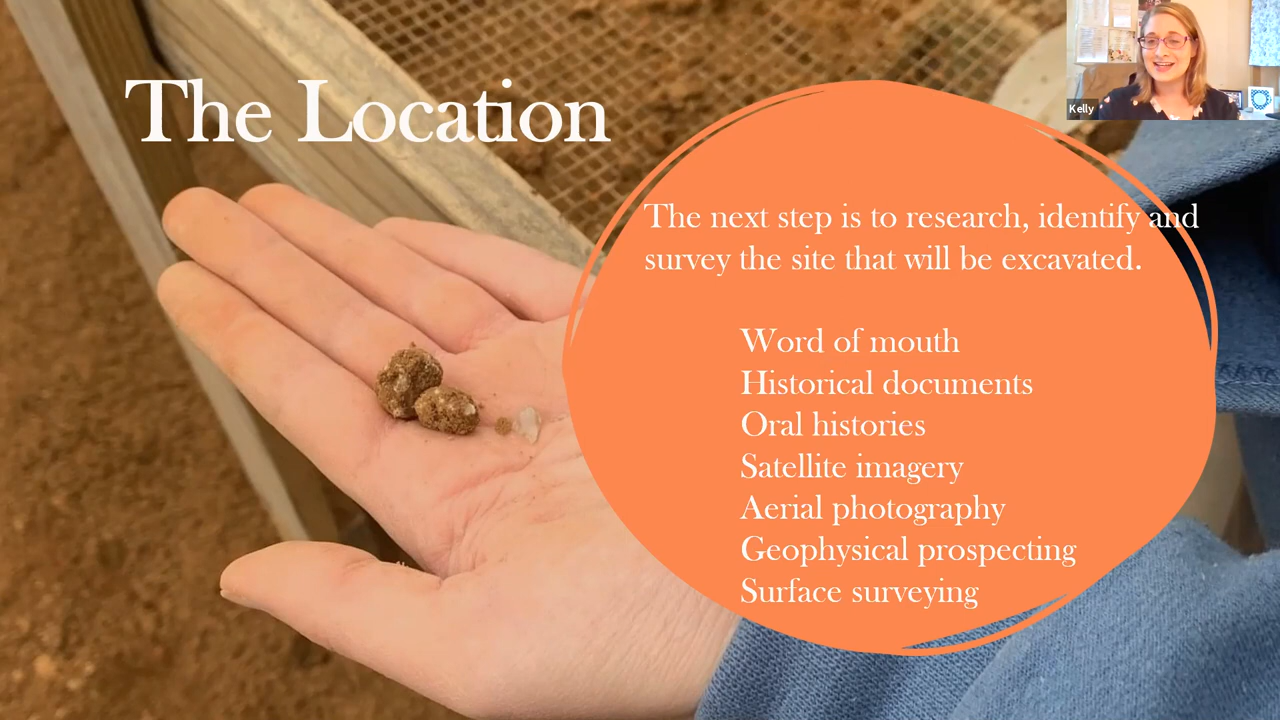 The Location
Kelly
The next step is to research, identify and
survey the site that will be excavated.
Word of mouth
Historical documents
Oral histories
Satellite imagery
Aerial photography
Geophysical prospecting
Surface surveying